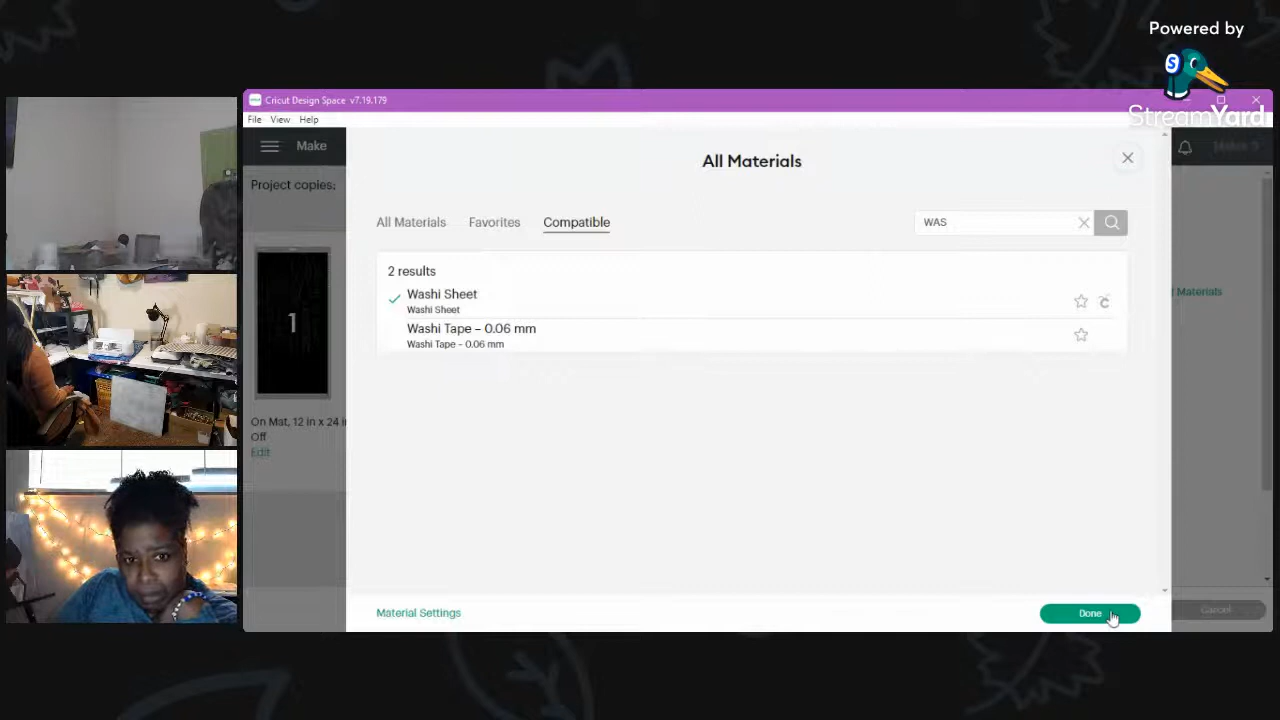 Powered by
StreamYard
Cricut Design Space v7.19.179
File View Help
Make
Project copies:
1
On Mat, 12 in x 24 in
Off
Edit
All Materials
All Materials Favorites Compatible
WAS
2 results
Washi Sheet
Washi Sheet
Washi Tape – 0.06 mm
Washi Tape – 0.06 mm
Material Settings
Done
f Materials
Cancel